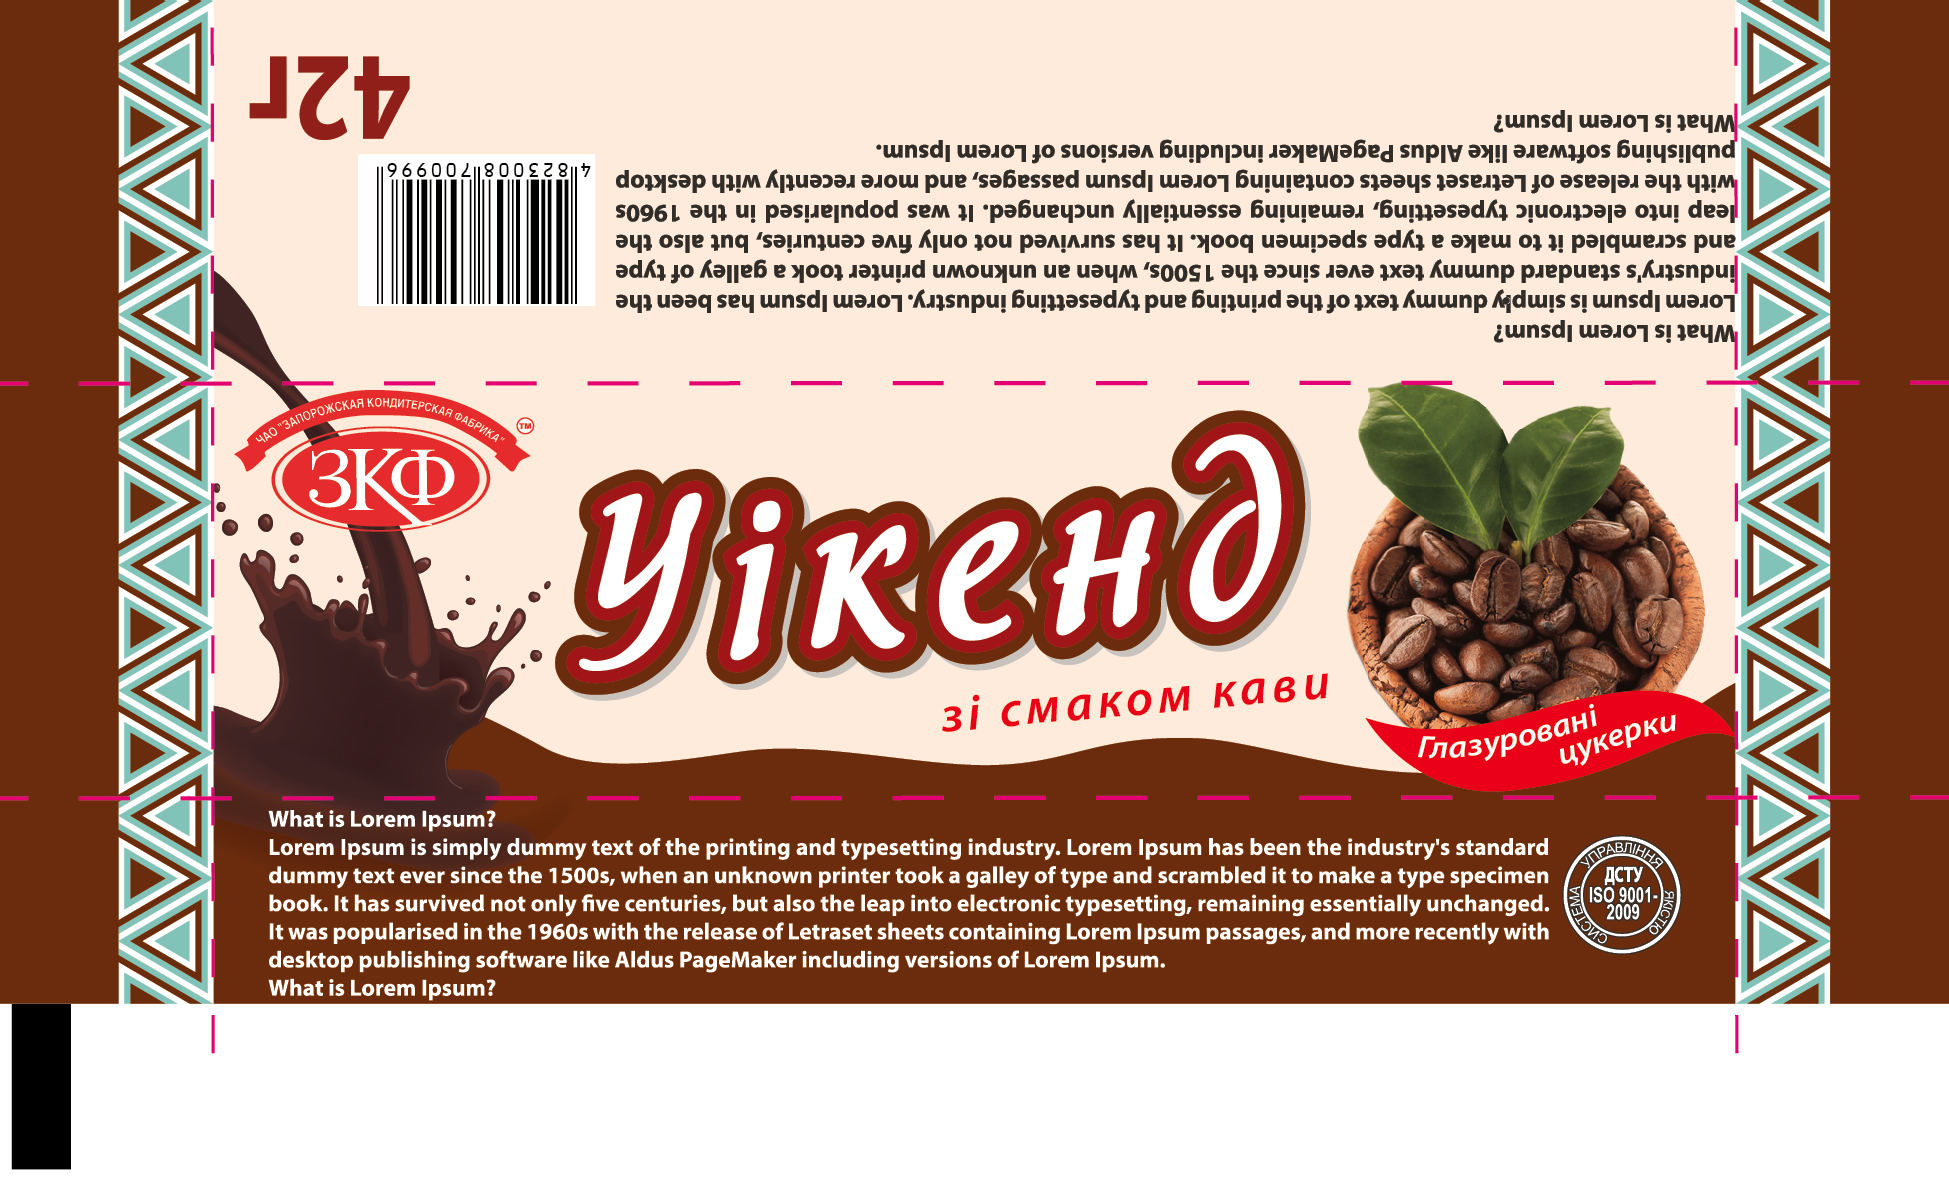 42г
4 823008 700996
What is Lorem Ipsum?
Lorem Ipsum is simply dummy text of the printing and typesetting industry. Lorem Ipsum has been the
industry's standard dummy text ever since the 1500s, when an unknown printer took a galley of type
and scrambled it to make a type specimen book. It has survived not only five centuries, but also the
leap into electronic typesetting, remaining essentially unchanged. It was popularised in the 1960s
with the release of Letraset sheets containing Lorem Ipsum passages, and more recently with desktop
publishing software like Aldus PageMaker including versions of Lorem Ipsum.
What is Lorem Ipsum?
ЧАО "ЗАПОРОЖСКАЯ КОНДИТЕРСКАЯ ФАБРИКА"
TM
ЗКФ
Уікенд
зі смаком кави
Глазуровані
цукерки
What is Lorem Ipsum?
Lorem Ipsum is simply dummy text of the printing and typesetting industry. Lorem Ipsum has been the industry's standard
dummy text ever since the 1500s, when an unknown printer took a galley of type and scrambled it to make a type specimen
book. It has survived not only five centuries, but also the leap into electronic typesetting, remaining essentially unchanged.
It was popularised in the 1960s with the release of Letraset sheets containing Lorem Ipsum passages, and more recently with
desktop publishing software like Aldus PageMaker including versions of Lorem Ipsum.
What is Lorem Ipsum?
СИСТЕМА УПРАВЛІННЯ ЯКІСТЮ
ДСТУ
ISO 9001-
2009